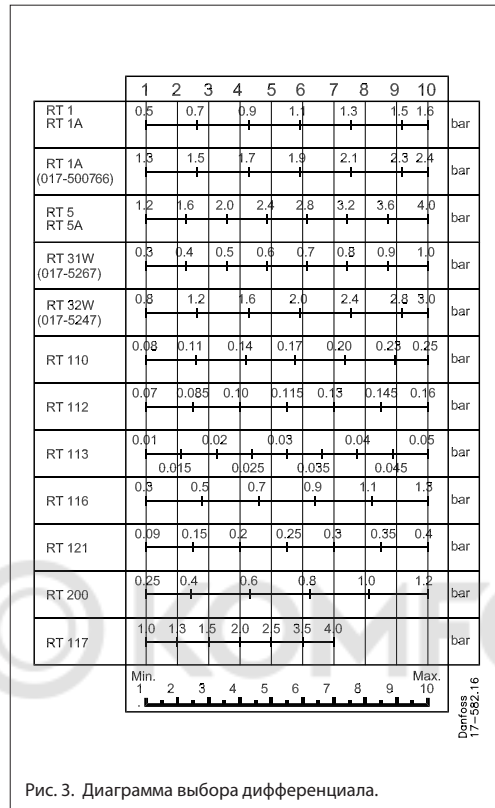 1 2 3 4 5 6 7 8 9 10
RT 1
RT 1A
0.5 0.7 0.9 1.1 1.3 1.5 1.6 bar
RT 1A
(017-500766)
1.3 1.5 1.7 1.9 2.1 2.3 2.4 bar
RT 5
RT 5A
1.2 1.6 2.0 2.4 2.8 3.2 3.6 4.0 bar
RT 31W
(017-5267)
0.3 0.4 0.5 0.6 0.7 0.8 0.9 1.0 bar
RT 32W
(017-5247)
0.8 1.2 1.6 2.0 2.4 2.8 3.0 bar
RT 110 0.08 0.11 0.14 0.17 0.20 0.23 0.25 bar
RT 112 0.07 0.085 0.10 0.115 0.13 0.145 0.16 bar
RT 113 0.01 0.02 0.03 0.04 0.05 bar
0.015 0.025 0.035 0.045
RT 116 0.3 0.5 0.7 0.9 1.1 1.3 bar
RT 121 0.09 0.15 0.2 0.25 0.3 0.35 0.4 bar
RT 200 0.25 0.4 0.6 0.8 1.0 1.2 bar
RT 117 1.0 1.3 1.5 2.0 2.5 3.5 4.0 bar
Min. Max.
1 2 3 4 5 6 7 8 9 10
Danfoss
17-582.16
KOMFO
Рис. 3. Диаграмма выбора дифференциала.